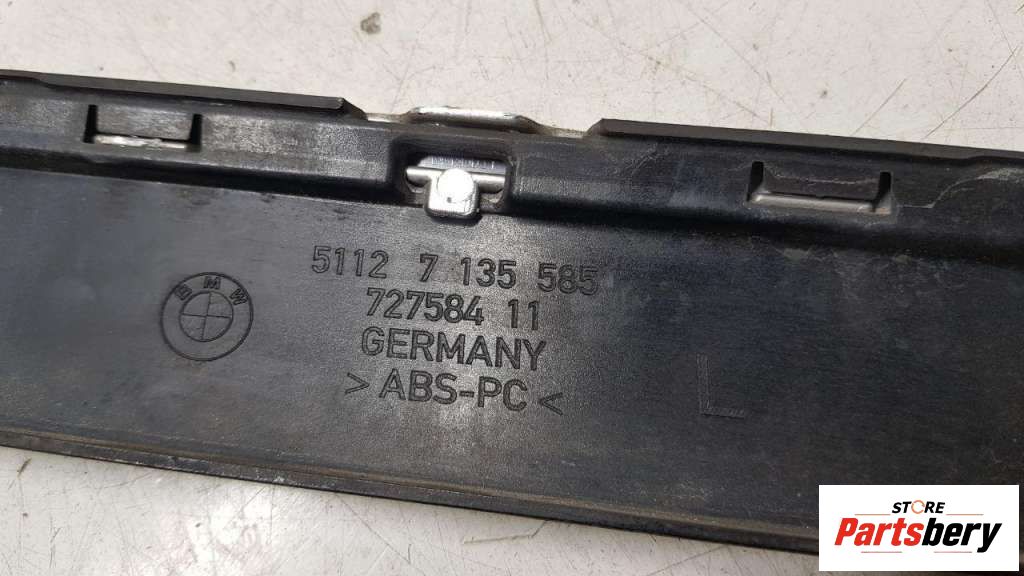 5112 7 135 585
727584 11
GERMANY
> ABS-PC <
BMW
L
STORE
Partsbery